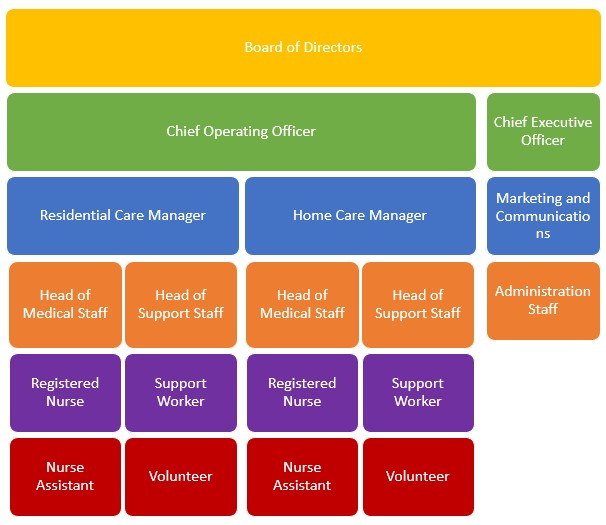 Board of Directors
Chief Operating Officer
Chief Executive
Officer
Residential Care Manager
Home Care Manager
Marketing and
Communicatio
ns
Head of
Medical Staff
Head of
Support Staff
Head of
Medical Staff
Head of
Support Staff
Administration
Staff
Registered
Nurse
Support
Worker
Registered
Nurse
Support
Worker
Nurse
Assistant
Volunteer
Nurse
Assistant
Volunteer